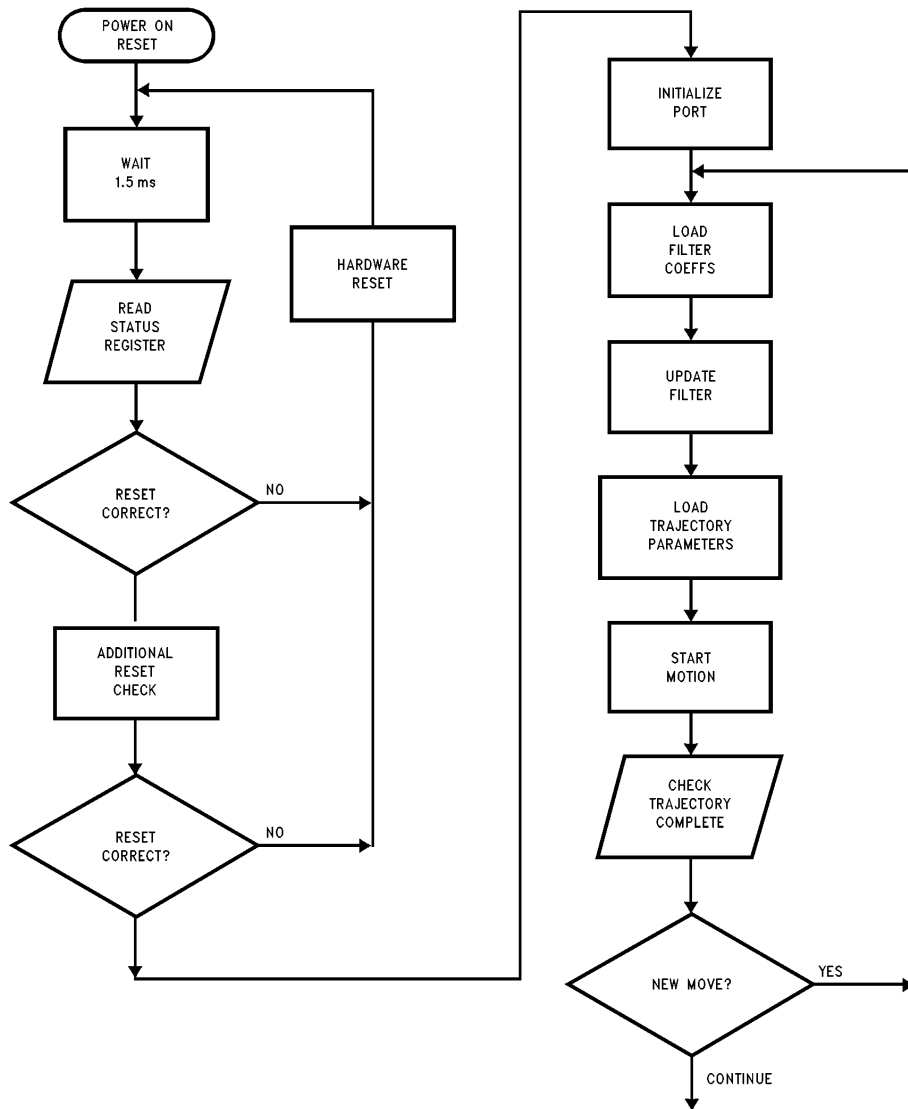 POWER ON
RESET
WAIT
1.5 ms
READ
STATUS
REGISTER
HARDWARE
RESET
RESET
CORRECT?
NO
ADDITIONAL
RESET
CHECK
RESET
CORRECT?
NO
INITIALIZE
PORT
LOAD
FILTER
COEFFS
UPDATE
FILTER
LOAD
TRAJECTORY
PARAMETERS
START
MOTION
CHECK
TRAJECTORY
COMPLETE
NEW MOVE?
YES
CONTINUE